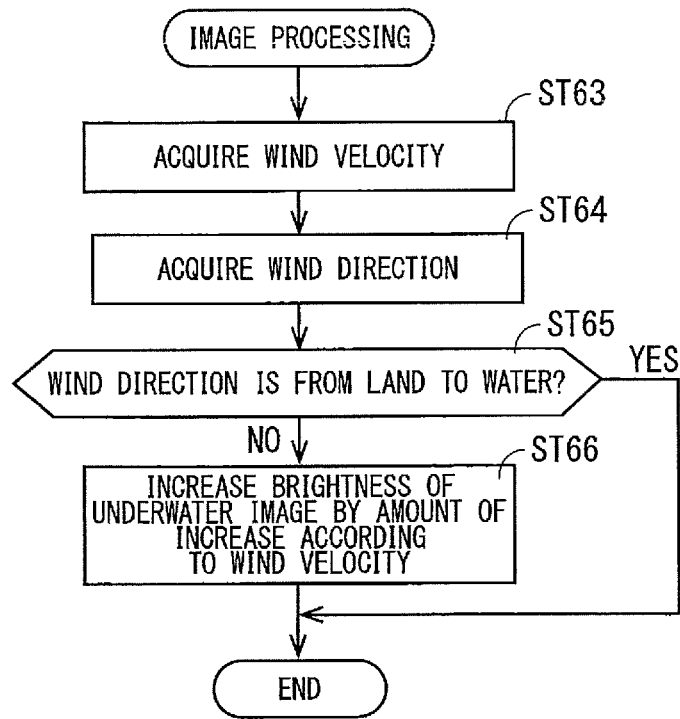 IMAGE PROCESSING
ST63
ACQUIRE WIND VELOCITY
ST64
ACQUIRE WIND DIRECTION
ST65
WIND DIRECTION IS FROM LAND TO WATER?
YES
NO
ST66
INCREASE BRIGHTNESS OF
UNDERWATER IMAGE BY AMOUNT OF
INCREASE ACCORDING
TO WIND VELOCITY
END